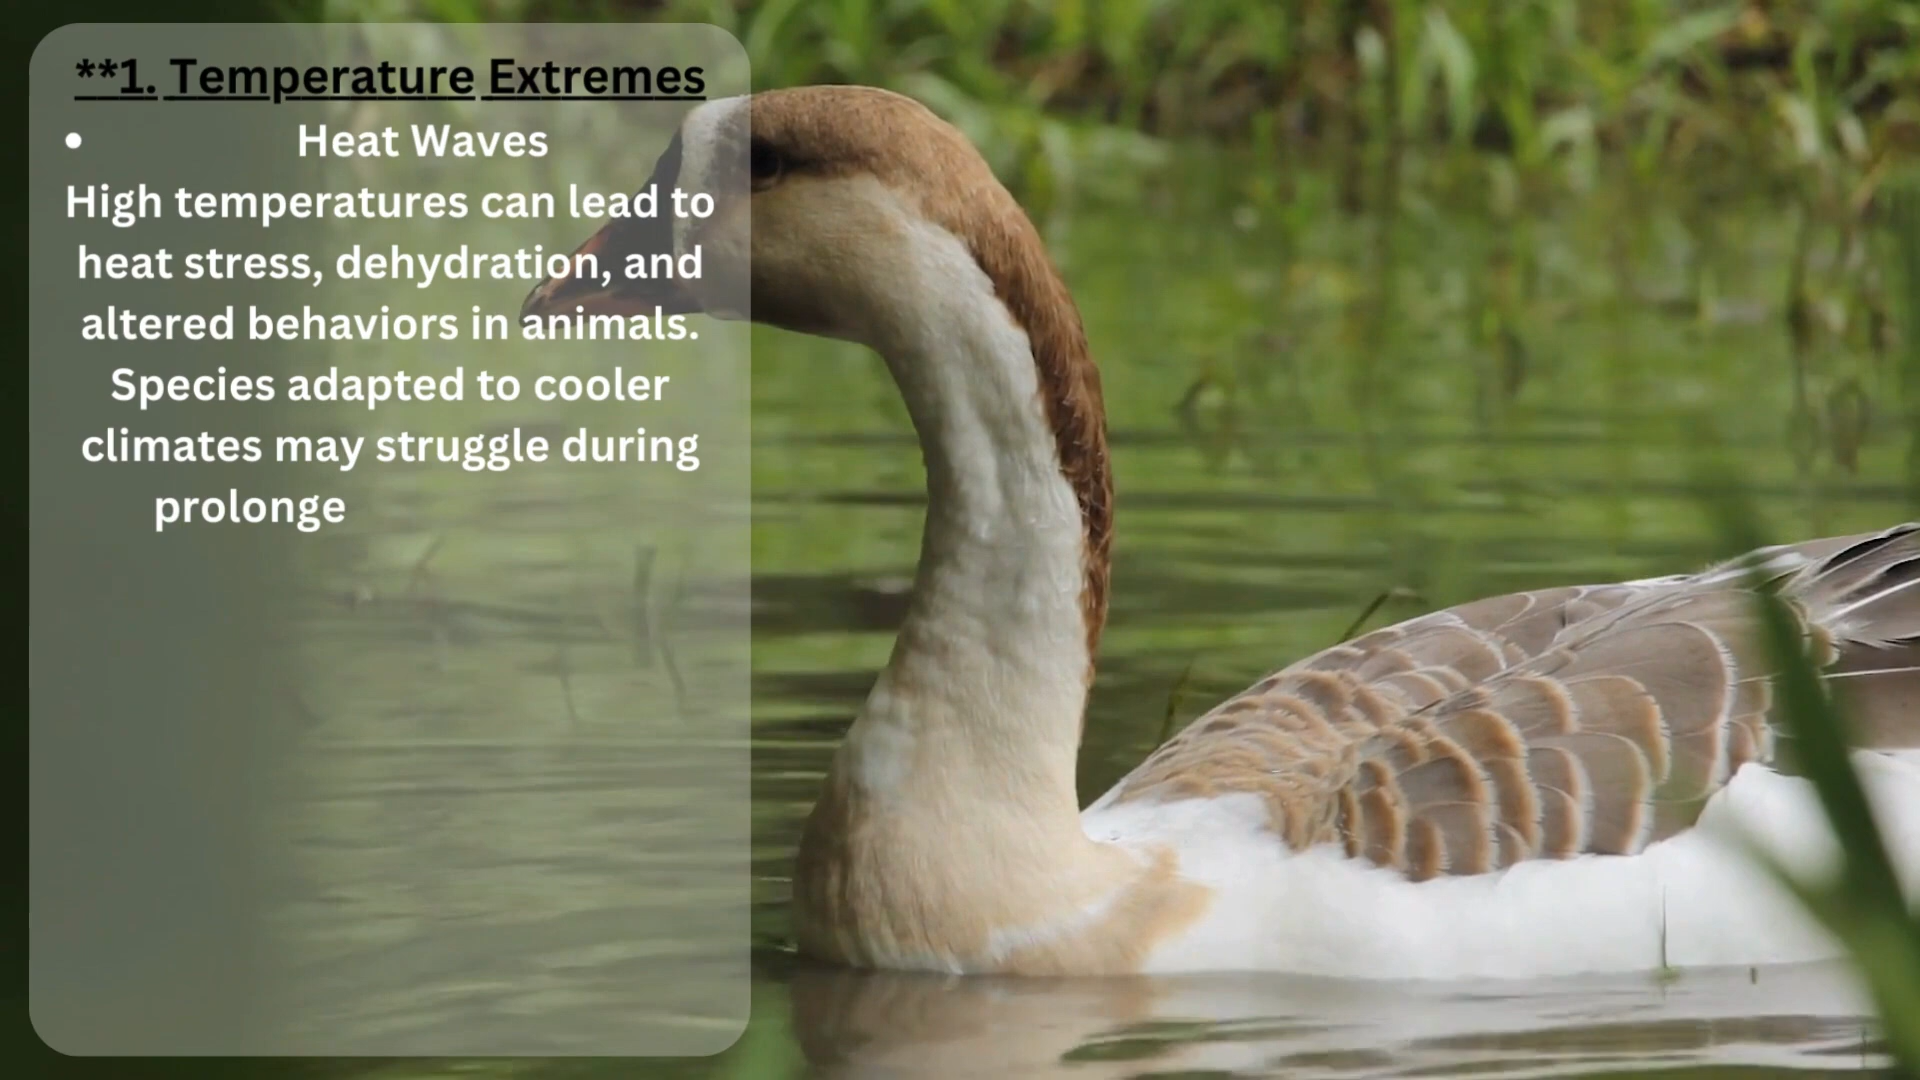 **1. Temperature Extremes
• Heat Waves
High temperatures can lead to
heat stress, dehydration, and
altered behaviors in animals.
Species adapted to cooler
climates may struggle during
prolonge